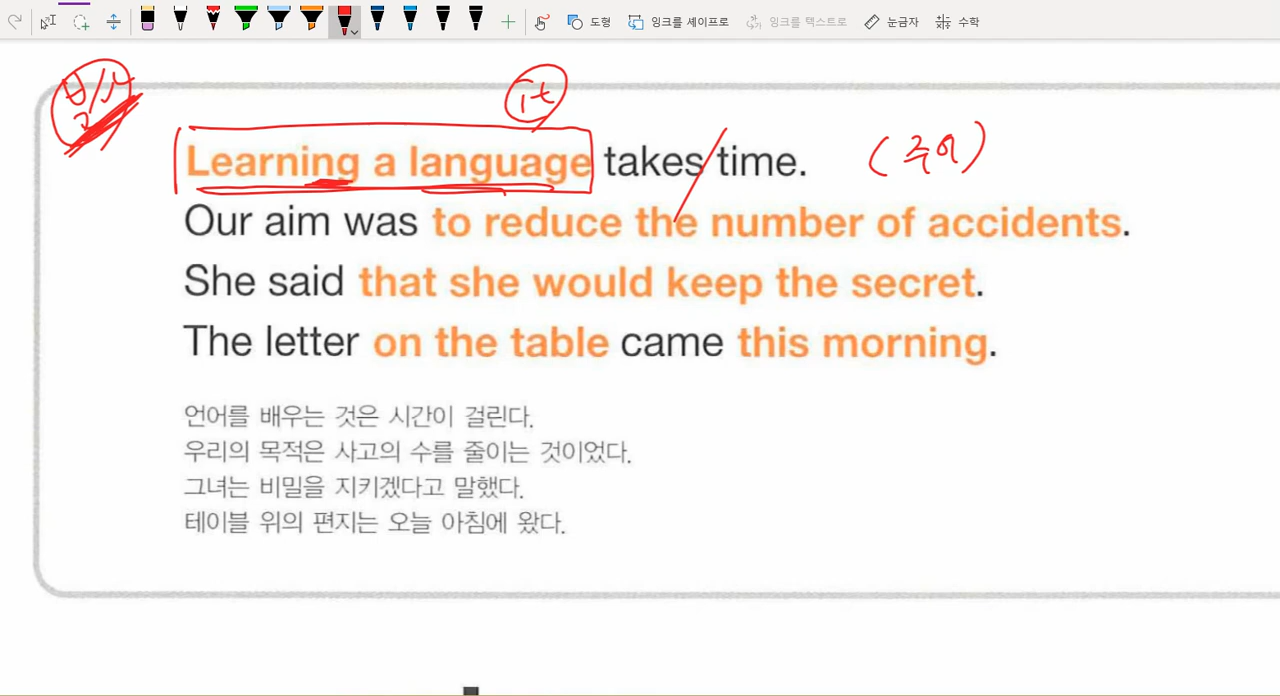 도형 잉크를 셰이프로 잉크를 텍스트로 눈금자 수학
it
Learning a language takes time. (주어)
Our aim was to reduce the number of accidents.
She said that she would keep the secret.
The letter on the table came this morning.
언어를 배우는 것은 시간이 걸린다.
우리의 목적은 사고의 수를 줄이는 것이었다.
그녀는 비밀을 지키겠다고 말했다.
테이블 위의 편지는 오늘 아침에 왔다.